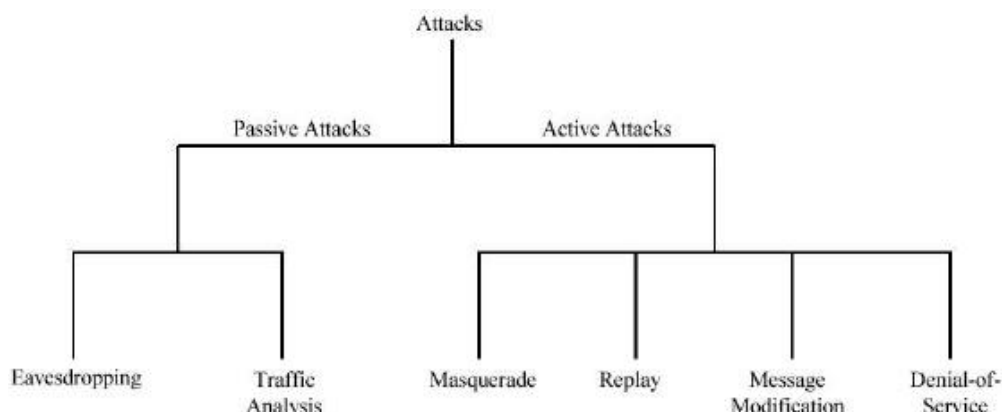 Attacks
Passive Attacks
Active Attacks
Eavesdropping
Traffic
Analysis
Masquerade
Replay
Message
Modification
Denial-of-
Service